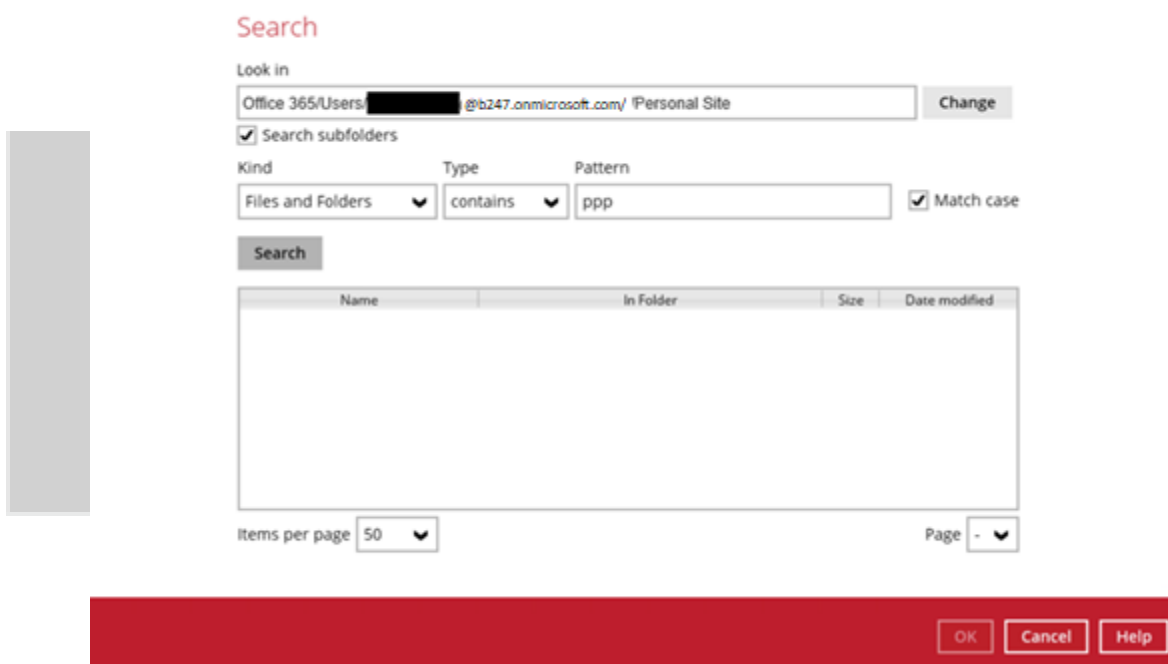 Search
Look in
Office 365/Users/ @b247.onmicrosoft.com/ 'Personal Site Change
Search subfolders
Kind Type Pattern
Files and Folders contains ppp Match case
Search
Name In Folder Size Date modified
Items per page 50 Page -
OK Cancel Help